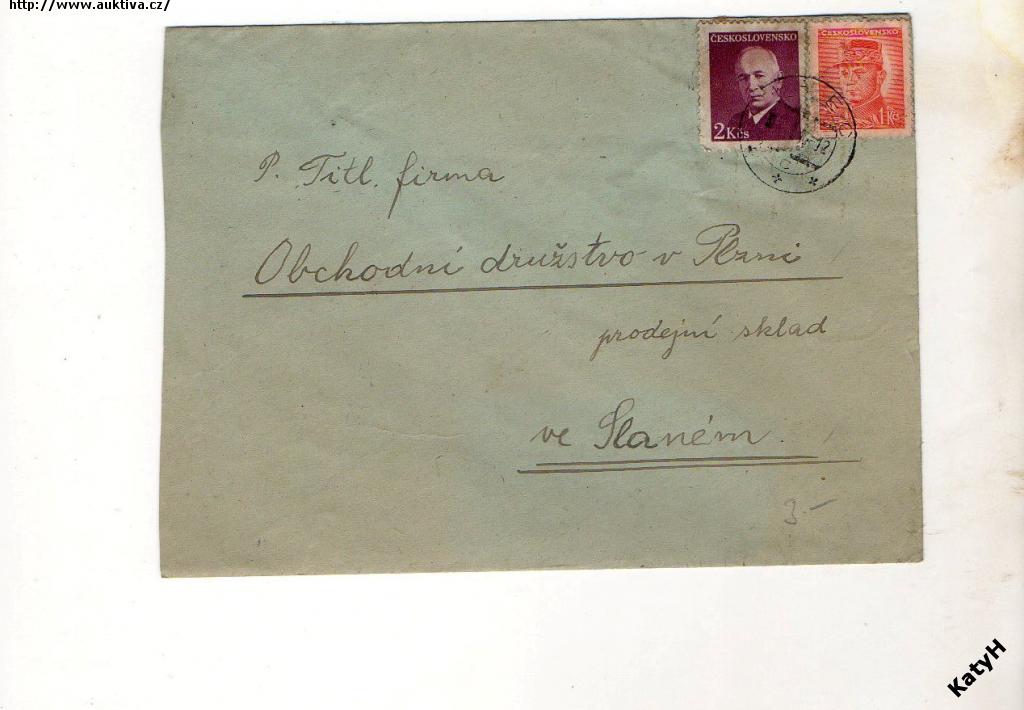 http://www.auktiva.cz/
ČESKOSLOVENSKO
2 Kčs
ČESKOSLOVENSKO
1 Kčs
P. Titl. firma
Obchodní družstvo v Plzni
prodejní sklad
ve Slaném.
3.-
KatyH